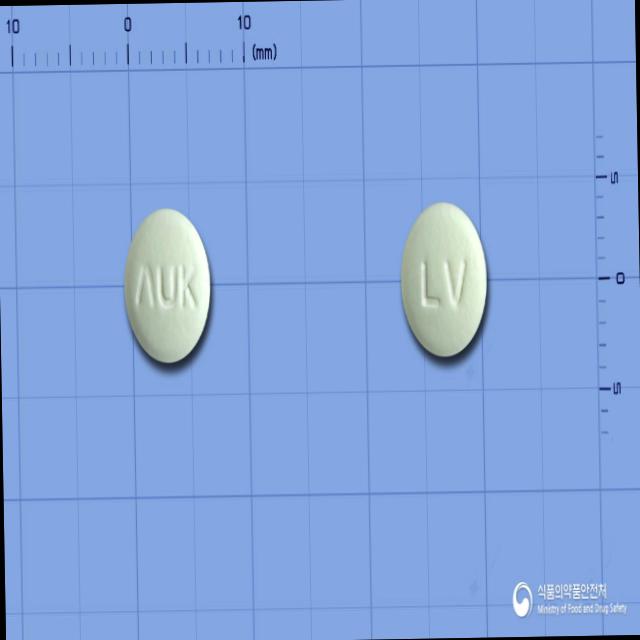 10 0 10
(mm)
AUK
LV
5
0
5
식품의약품안전처
Ministry of Food and Drug Safety